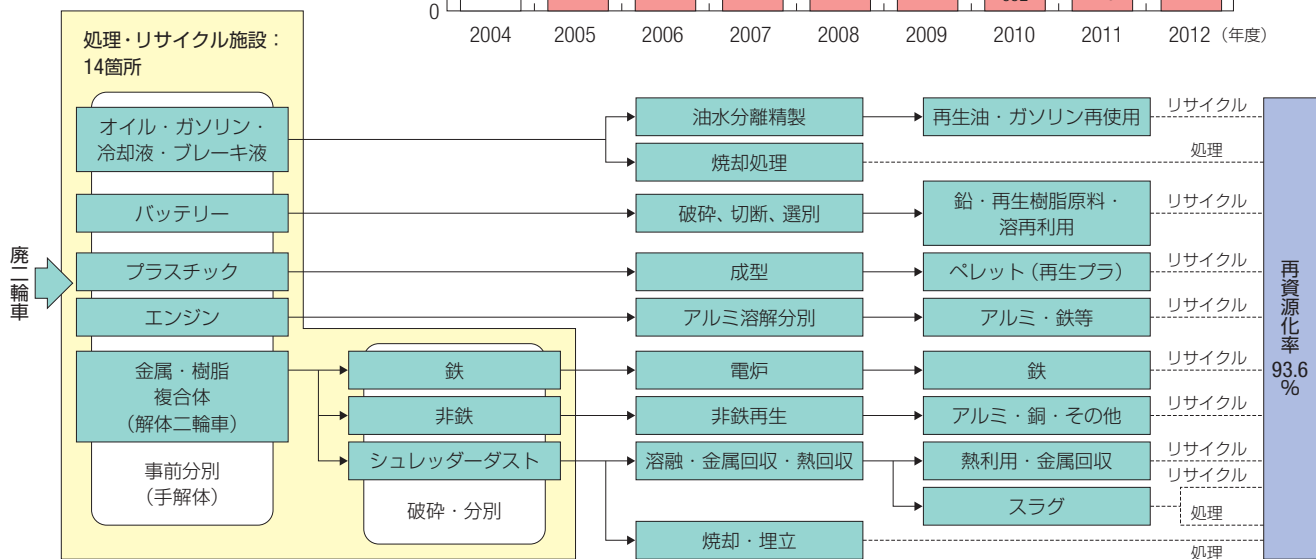 0
2004 2005 2006 2007 2008 2009 2010 2011 2012 (年度)
処理・リサイクル施設：
14箇所
廃二輪車
オイル・ガソリン・
冷却液・ブレーキ液
油水分離精製
再生油・ガソリン再使用
リサイクル
焼却処理
処理
バッテリー
破砕、切断、選別
鉛・再生樹脂原料・
溶再利用
リサイクル
プラスチック
成型
ペレット（再生プラ）
リサイクル
エンジン
アルミ溶解分別
アルミ・鉄等
リサイクル
金属・樹脂
複合体
（解体二輪車）
鉄
電炉
鉄
リサイクル
非鉄
非鉄再生
アルミ・銅・その他
リサイクル
シュレッダーダスト
溶融・金属回収・熱回収
熱利用・金属回収
リサイクル
スラグ
リサイクル
処理
焼却・埋立
処理
事前分別
（手解体）
破砕・分別
再資源化率
93.6
％